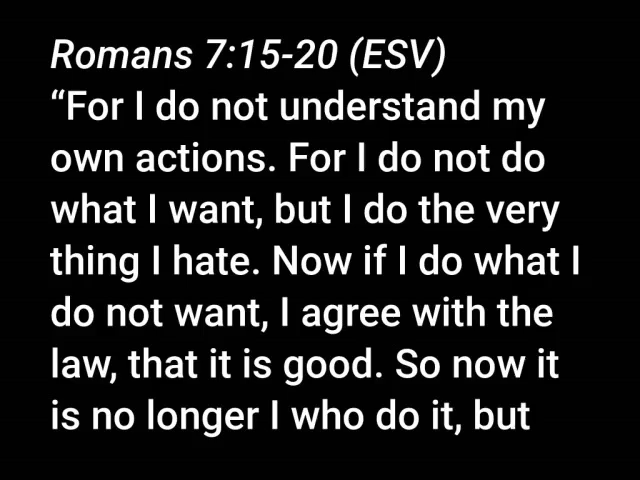 Romans 7:15-20 (ESV)
“For I do not understand my
own actions. For I do not do
what I want, but I do the very
thing I hate. Now if I do what I
do not want, I agree with the
law, that it is good. So now it
is no longer I who do it, but